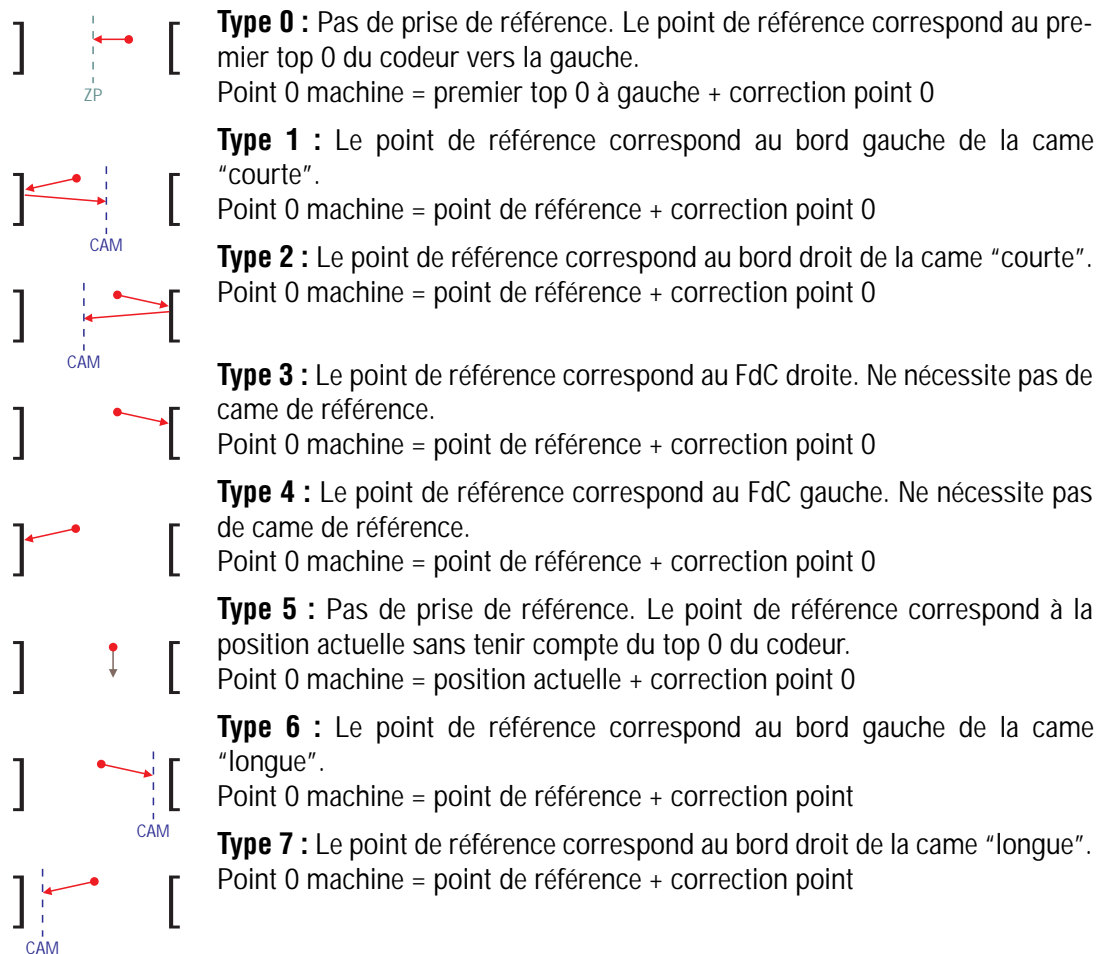 Type 0 : Pas de prise de référence. Le point de référence correspond au pre-
mier top 0 du codeur vers la gauche.
Point 0 machine = premier top 0 à gauche + correction point 0
ZP
Type 1 : Le point de référence correspond au bord gauche de la came
“courte”.
Point 0 machine = point de référence + correction point 0
CAM
Type 2 : Le point de référence correspond au bord droit de la came “courte”.
Point 0 machine = point de référence + correction point 0
CAM
Type 3 : Le point de référence correspond au FdC droite. Ne nécessite pas de
came de référence.
Point 0 machine = point de référence + correction point 0
Type 4 : Le point de référence correspond au FdC gauche. Ne nécessite pas
de came de référence.
Point 0 machine = point de référence + correction point 0
Type 5 : Pas de prise de référence. Le point de référence correspond à la
position actuelle sans tenir compte du top 0 du codeur.
Point 0 machine = position actuelle + correction point 0
Type 6 : Le point de référence correspond au bord gauche de la came
“longue”.
Point 0 machine = point de référence + correction point
CAM
Type 7 : Le point de référence correspond au bord droit de la came “longue”.
Point 0 machine = point de référence + correction point
CAM